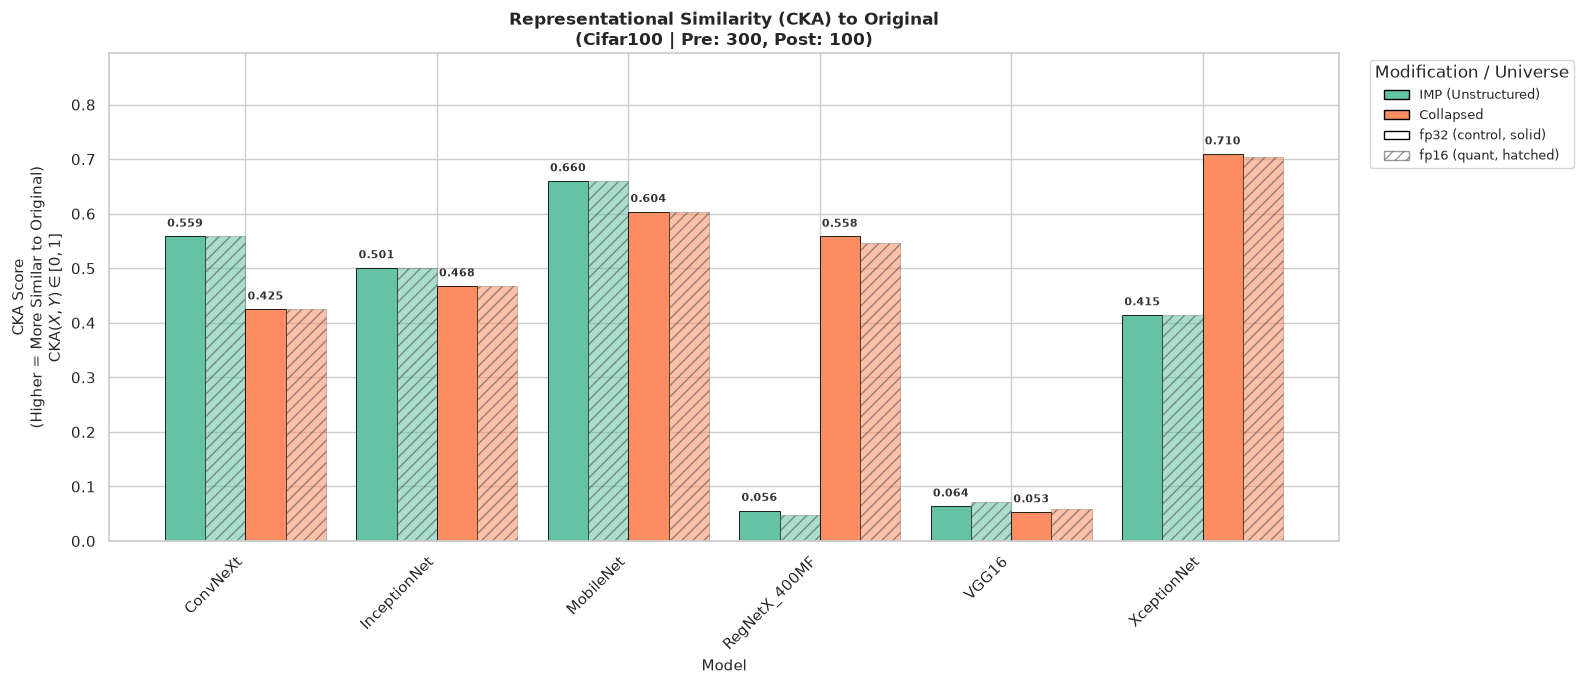 Representational Similarity (CKA) to Original
(Cifar100 | Pre: 300, Post: 100)
CKA Score
(Higher = More Similar to Original)
CKA(X, Y) ∈ [0, 1]
0.8
0.7
0.6
0.5
0.4
0.3
0.2
0.1
0.0
0.559
0.425
0.501
0.468
0.660
0.604
0.056
0.558
0.064
0.053
0.415
0.710
ConvNeXt
InceptionNet
MobileNet
RegNetX_400MF
VGG16
XceptionNet
Model
Modification / Universe
IMP (Unstructured)
Collapsed
fp32 (control, solid)
fp16 (quant, hatched)